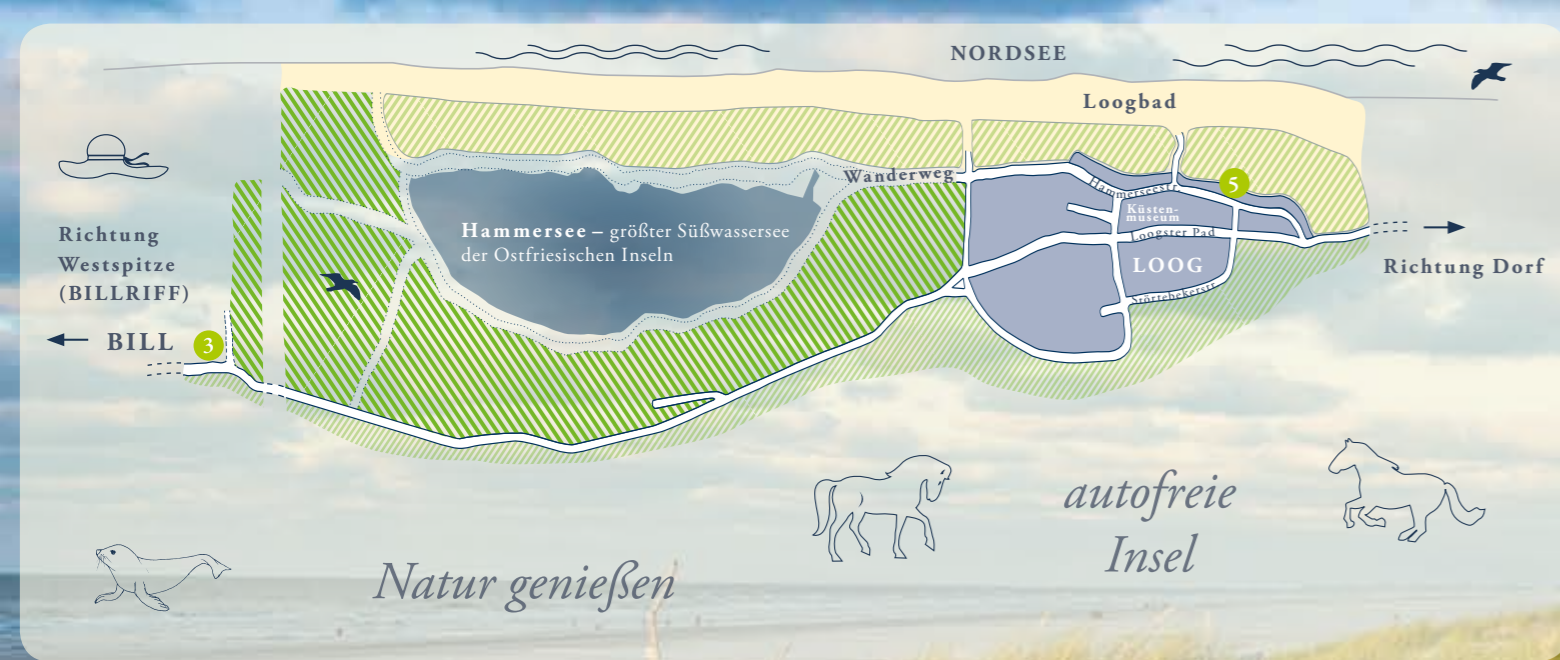 NORDSEE
Loogbad
Wanderweg
Hammerseestr.
5
Küsten-
museum
Loogster Pad
LOOG
Störtebekerstr.
Richtung Dorf
Hammersee – größter Süßwassersee
der Ostfriesischen Inseln
Richtung
Westspitze
(BILLRIFF)
BILL
3
autofreie
Insel
Natur genießen